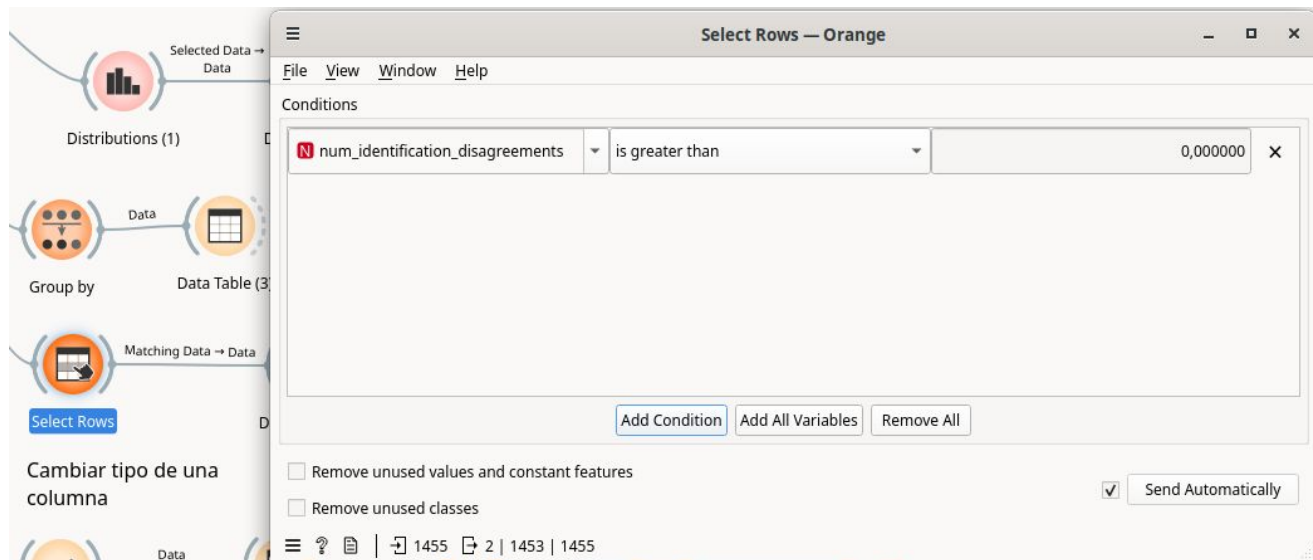 Selected Data →
Data
Distributions (1)
Data
Group by
Data Table (3)
Matching Data → Data
Select Rows
D
Cambiar tipo de una
columna
Data
Select Rows — Orange
File View Window Help
Conditions
N num_identification_disagreements is greater than 0,000000
Add Condition Add All Variables Remove All
Remove unused values and constant features
Remove unused classes
Send Automatically
1455 2 | 1453 | 1455